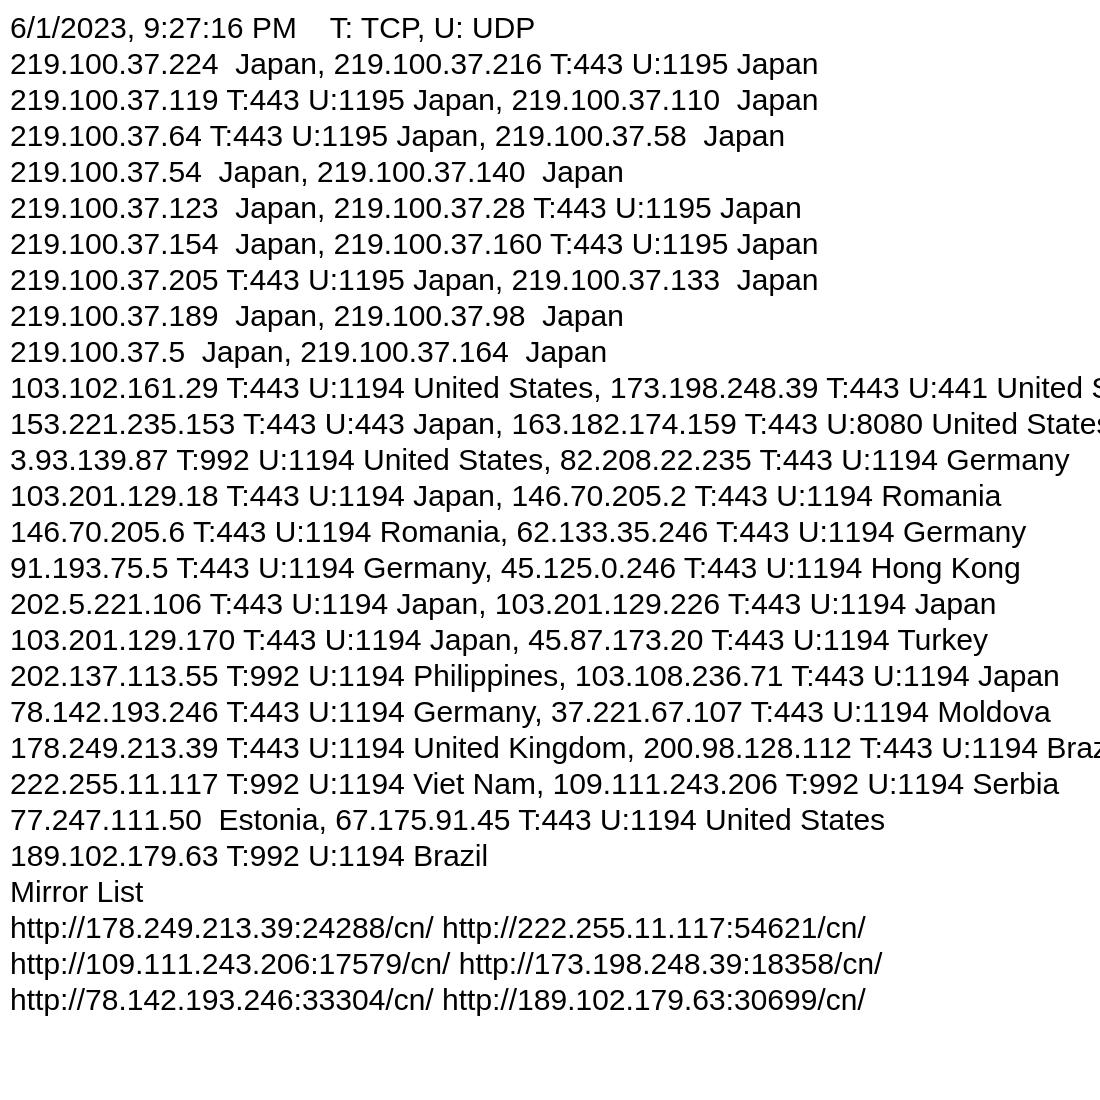 6/1/2023, 9:27:16 PM    T: TCP, U: UDP
219.100.37.224  Japan, 219.100.37.216 T:443 U:1195 Japan
219.100.37.119 T:443 U:1195 Japan, 219.100.37.110  Japan
219.100.37.64 T:443 U:1195 Japan, 219.100.37.58  Japan
219.100.37.54  Japan, 219.100.37.140  Japan
219.100.37.123  Japan, 219.100.37.28 T:443 U:1195 Japan
219.100.37.154  Japan, 219.100.37.160 T:443 U:1195 Japan
219.100.37.205 T:443 U:1195 Japan, 219.100.37.133  Japan
219.100.37.189  Japan, 219.100.37.98  Japan
219.100.37.5  Japan, 219.100.37.164  Japan
103.102.161.29 T:443 U:1194 United States, 173.198.248.39 T:443 U:441 United
153.221.235.153 T:443 U:443 Japan, 163.182.174.159 T:443 U:8080 United States
3.93.139.87 T:992 U:1194 United States, 82.208.22.235 T:443 U:1194 Germany
103.201.129.18 T:443 U:1194 Japan, 146.70.205.2 T:443 U:1194 Romania
146.70.205.6 T:443 U:1194 Romania, 62.133.35.246 T:443 U:1194 Germany
91.193.75.5 T:443 U:1194 Germany, 45.125.0.246 T:443 U:1194 Hong Kong
202.5.221.106 T:443 U:1194 Japan, 103.201.129.226 T:443 U:1194 Japan
103.201.129.170 T:443 U:1194 Japan, 45.87.173.20 T:443 U:1194 Turkey
202.137.113.55 T:992 U:1194 Philippines, 103.108.236.71 T:443 U:1194 Japan
78.142.193.246 T:443 U:1194 Germany, 37.221.67.107 T:443 U:1194 Moldova
178.249.213.39 T:443 U:1194 United Kingdom, 200.98.128.112 T:443 U:1194 Braz
222.255.11.117 T:992 U:1194 Viet Nam, 109.111.243.206 T:992 U:1194 Serbia
77.247.111.50  Estonia, 67.175.91.45 T:443 U:1194 United States
189.102.179.63 T:992 U:1194 Brazil
Mirror List
http://178.249.213.39:24288/cn/ http://222.255.11.117:54621/cn/
http://109.111.243.206:17579/cn/ http://173.198.248.39:18358/cn/
http://78.142.193.246:33304/cn/ http://189.102.179.63:30699/cn/